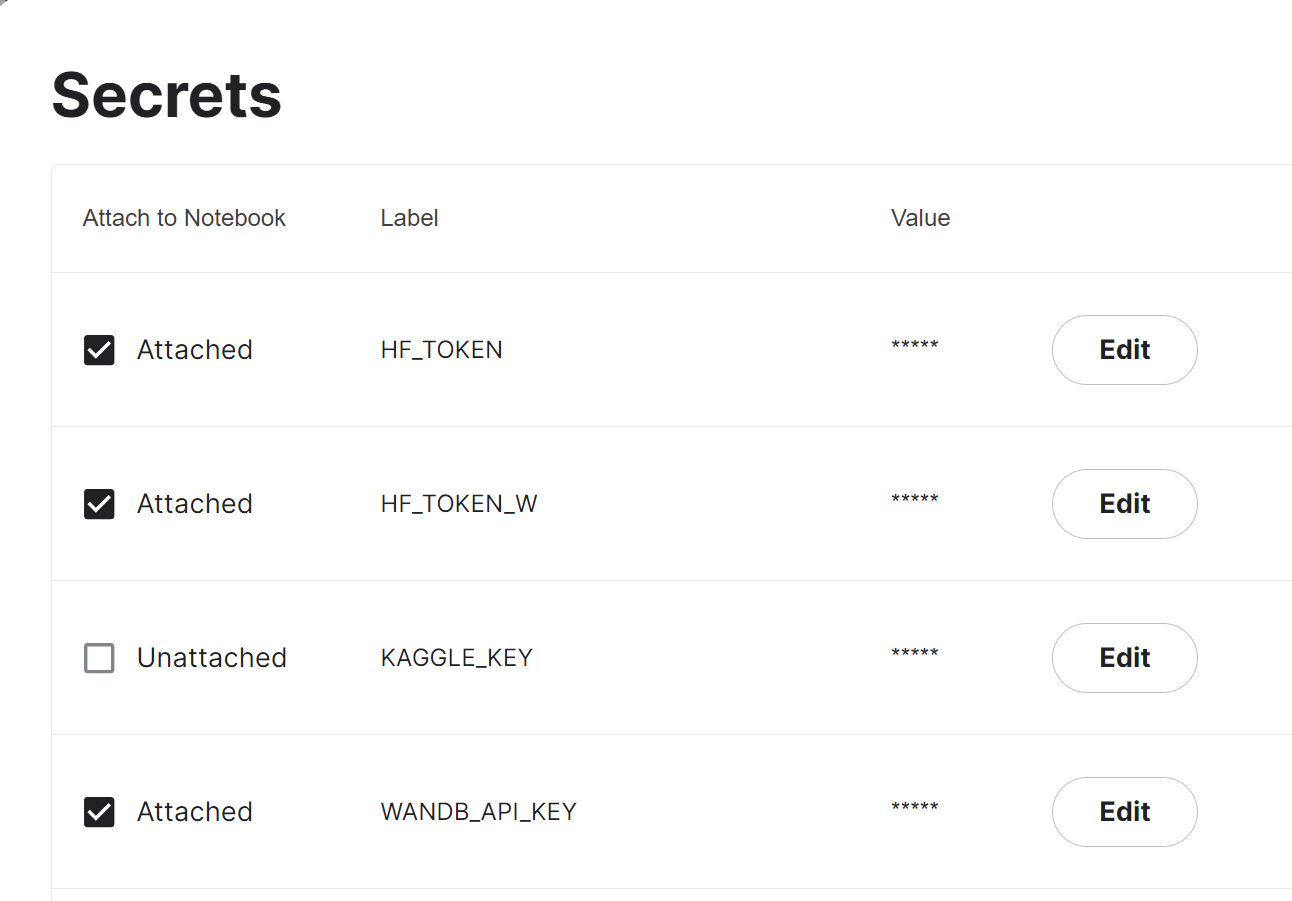 Secrets
Attach to Notebook Label Value
Attached HF_TOKEN ***** Edit
Attached HF_TOKEN_W ***** Edit
Unattached KAGGLE_KEY ***** Edit
Attached WANDB_API_KEY ***** Edit